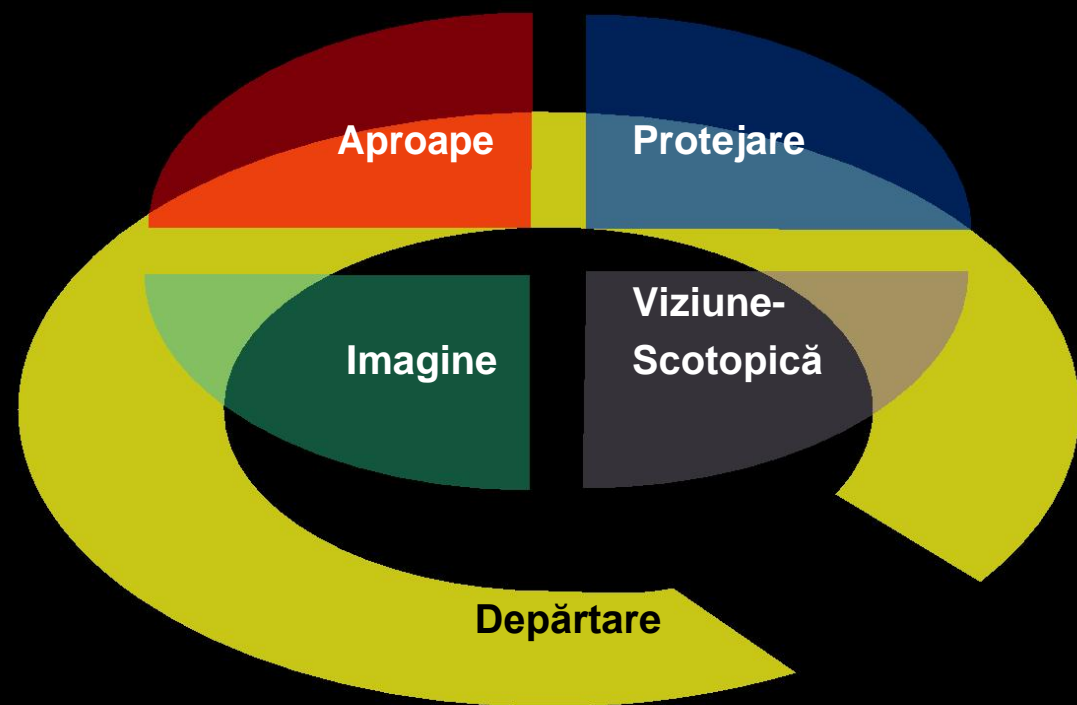 Aproape
Protejare
Imagine
Viziune-
Scotopică
Depărtare